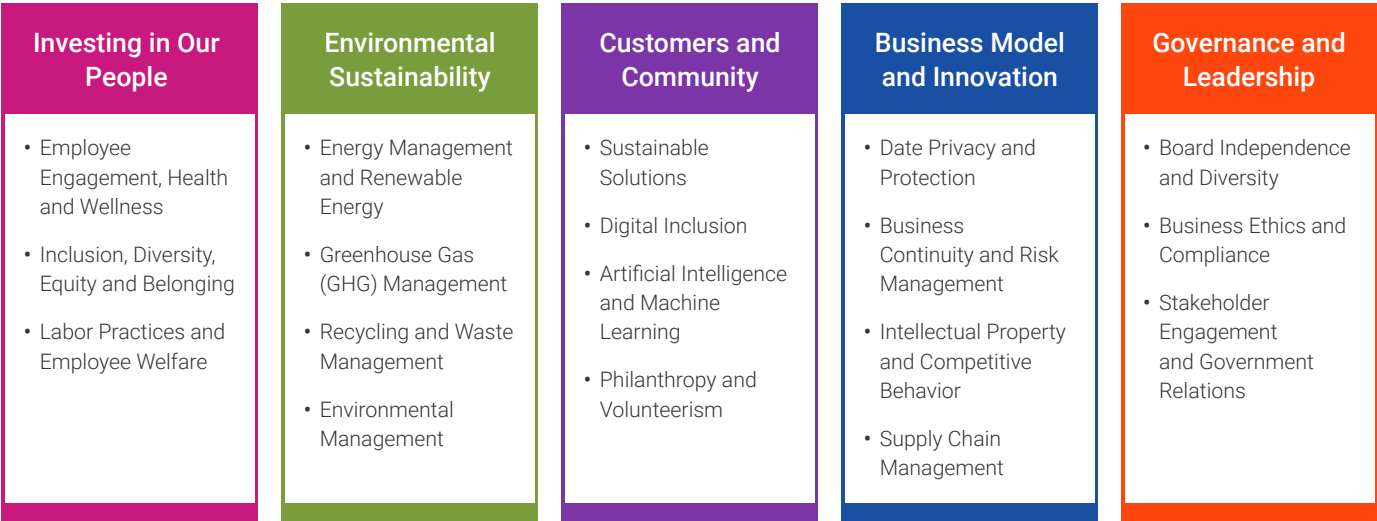 Investing in Our
People
• Employee
Engagement, Health
and Wellness
• Inclusion, Diversity,
Equity and Belonging
• Labor Practices and
Employee Welfare
Environmental
Sustainability
• Energy Management
and Renewable
Energy
• Greenhouse Gas
(GHG) Management
• Recycling and Waste
Management
• Environmental
Management
Customers and
Community
• Sustainable
Solutions
• Digital Inclusion
• Artificial Intelligence
and Machine
Learning
• Philanthropy and
Volunteerism
Business Model
and Innovation
• Date Privacy and
Protection
• Business
Continuity and Risk
Management
• Intellectual Property
and Competitive
Behavior
• Supply Chain
Management
Governance and
Leadership
• Board Independence
and Diversity
• Business Ethics and
Compliance
• Stakeholder
Engagement
and Government
Relations